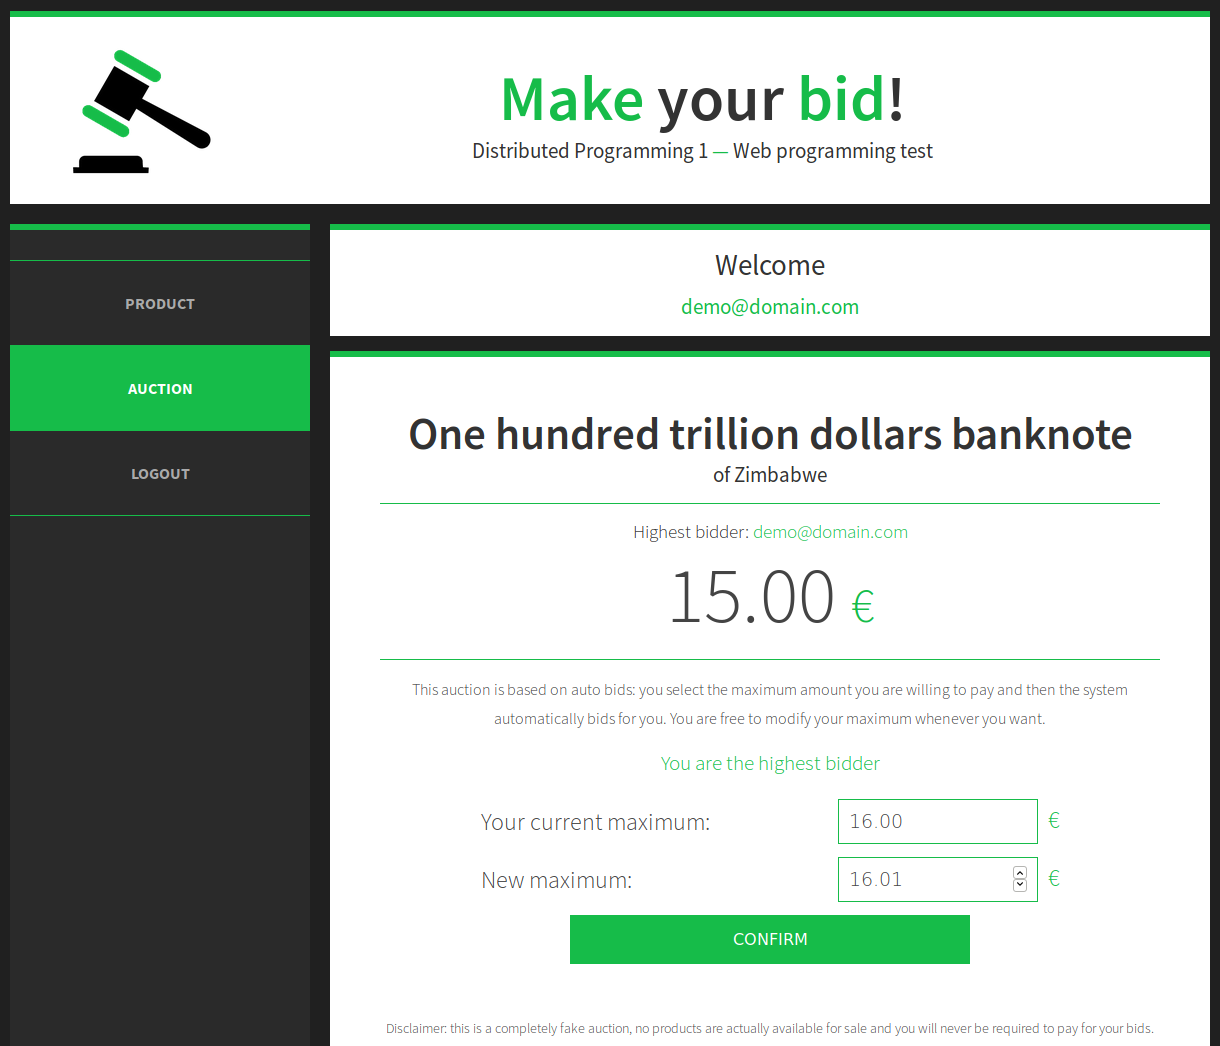 Make your bid!
Distributed Programming 1 — Web programming test
PRODUCT
AUCTION
LOGOUT
Welcome
demo@domain.com
One hundred trillion dollars banknote
of Zimbabwe
Highest bidder: demo@domain.com
15.00 €
This auction is based on auto bids: you select the maximum amount you are willing to pay and then the system
automatically bids for you. You are free to modify your maximum whenever you want.
You are the highest bidder
Your current maximum: 16.00 €
New maximum: 16.01 €
CONFIRM
Disclaimer: this is a completely fake auction, no products are actually available for sale and you will never be required to pay for your bids.